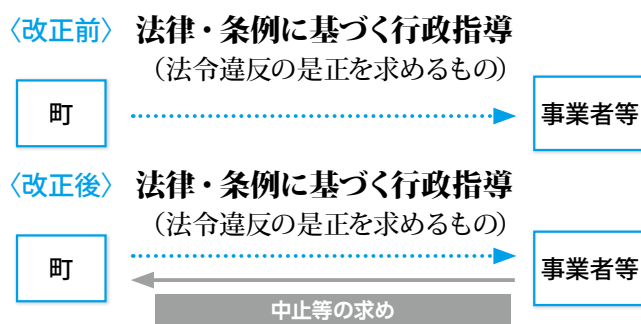 〈改正前〉 法律・条例に基づく行政指導
（法令違反の是正を求めるもの）
町 事業者等
〈改正後〉 法律・条例に基づく行政指導
（法令違反の是正を求めるもの）
町 事業者等
中止等の求め